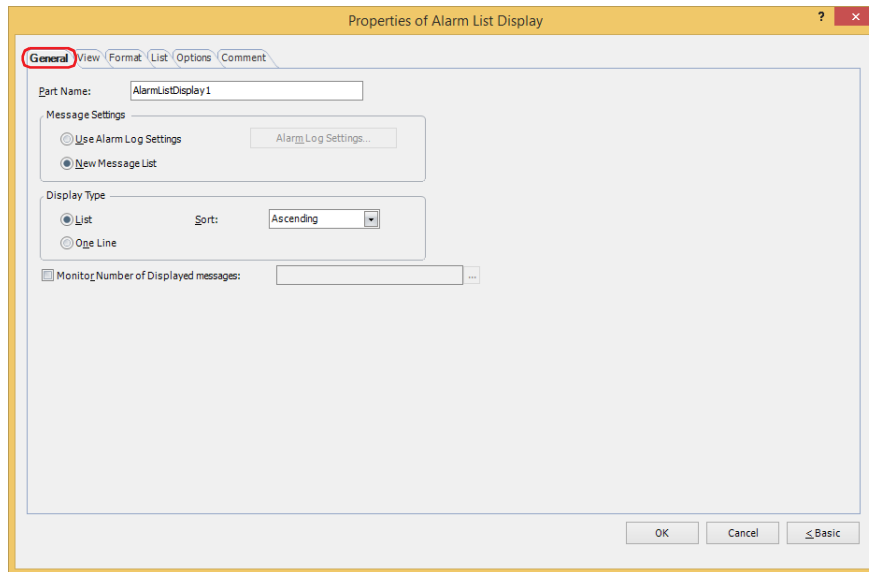 Properties of Alarm List Display ? ×
General View Format List Options Comment
Part Name: AlarmListDisplay1
Message Settings
Use Alarm Log Settings Alarm Log Settings...
New Message List
Display Type
List Sort: Ascending
One Line
Monitor Number of Displayed messages: ...
OK Cancel < Basic